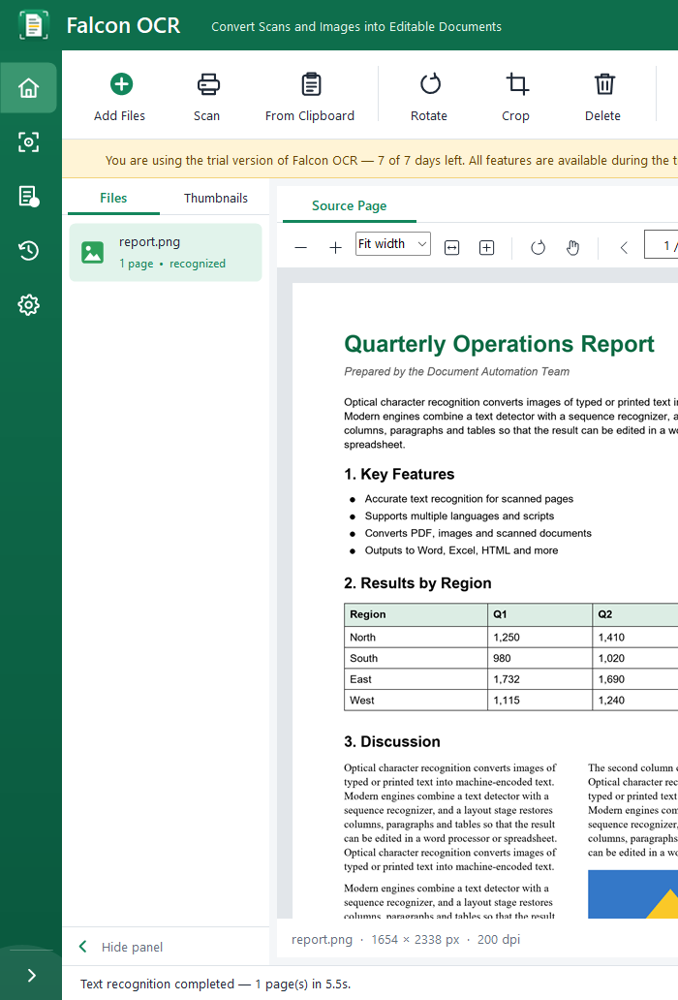 Falcon OCR
Convert Scans and Images into Editable Documents
Add Files
Scan
From Clipboard
Rotate
Crop
Delete
You are using the trial version of Falcon OCR — 7 of 7 days left. All features are available during the t
Files
Thumbnails
report.png
1 page • recognized
Source Page
Fit width
1 /
Quarterly Operations Report
Prepared by the Document Automation Team
Optical character recognition converts images of typed or printed text i
Modern engines combine a text detector with a sequence recognizer, a
columns, paragraphs and tables so that the result can be edited in a wo
spreadsheet.
1. Key Features
● Accurate text recognition for scanned pages
● Supports multiple languages and scripts
● Converts PDF, images and scanned documents
● Outputs to Word, Excel, HTML and more
2. Results by Region
Region Q1 Q2
North 1,250 1,410
South 980 1,020
East 1,732 1,690
West 1,115 1,240
3. Discussion
Optical character recognition converts images of
typed or printed text into machine-encoded text.
Modern engines combine a text detector with a
sequence recognizer, and a layout stage restores
columns, paragraphs and tables so that the result
can be edited in a word processor or spreadsheet.
Optical character recognition converts images of
typed or printed text into machine-encoded text.
Modern engines combine a text detector with a
sequence recognizer, and a layout stage restores
columns, paragraphs and tables so that the result
The second column
Optical character rec
typed or printed text
Modern engines com
sequence recognizer,
columns, paragraphs
can be edited in a wo
report.png · 1654 × 2338 px · 200 dpi
Hide panel
Text recognition completed — 1 page(s) in 5.5s.